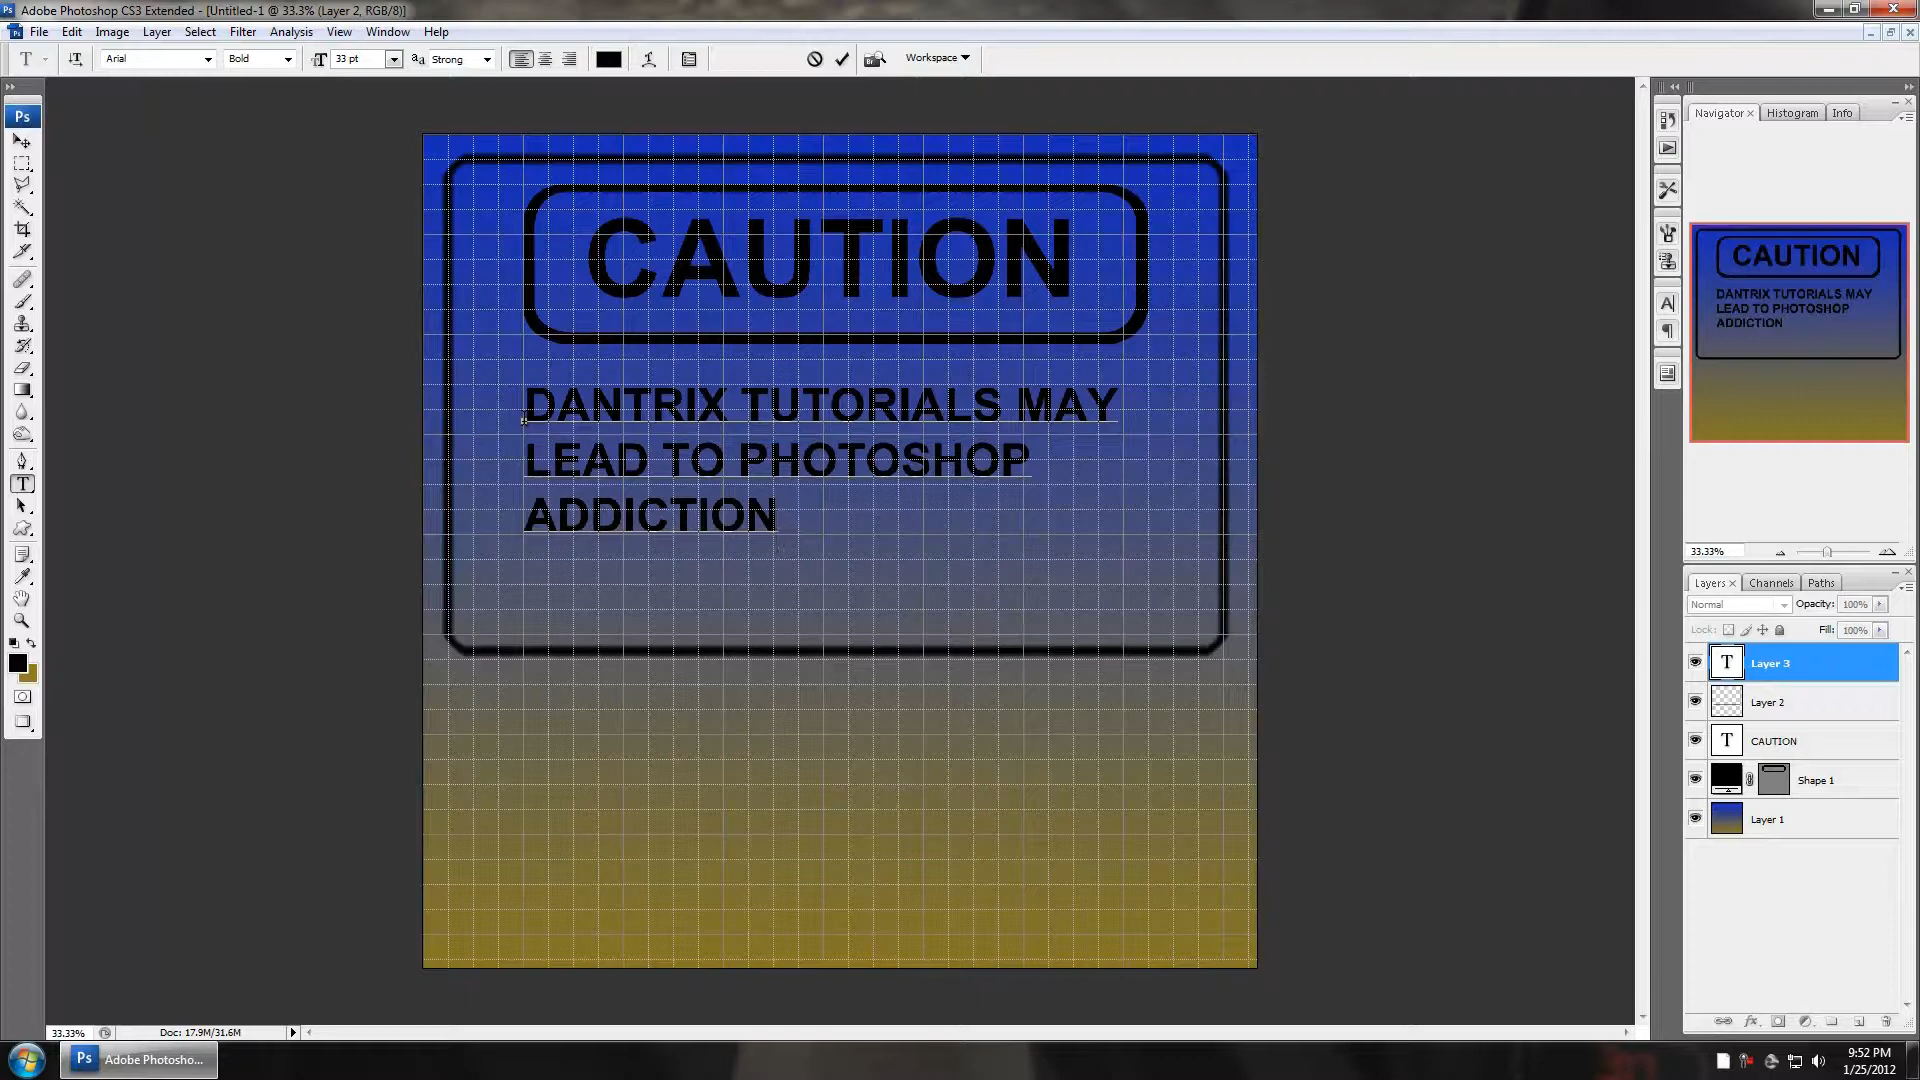 Adobe Photoshop CS3 Extended - [Untitled-1 @ 33.3% (Layer 2, RGB/8)]
File Edit Image Layer Select Filter Analysis View Window Help
Arial Bold 33 pt Strong Workspace
Ps
Navigator Histogram Info
CAUTION
DANTRIX TUTORIALS MAY
LEAD TO PHOTOSHOP
ADDICTION
CAUTION
DANTRIX TUTORIALS MAY
LEAD TO PHOTOSHOP
ADDICTION
33.33%
Layers Channels Paths
Normal Opacity: 100%
Lock: Fill: 100%
Layer 3
Layer 2
CAUTION
Shape 1
Layer 1
33.33% Doc: 17.9M/31.6M
Ps Adobe Photosho...
9:52 PM
1/25/2012